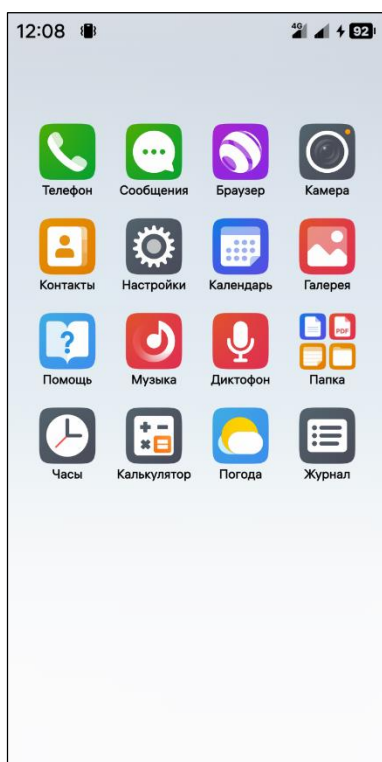 12:08 4G 92
Телефон Сообщения Браузер Камера
Контакты Настройки Календарь Галерея
? PDF
Помощь Музыка Диктофон Папка
Часы Калькулятор Погода Журнал